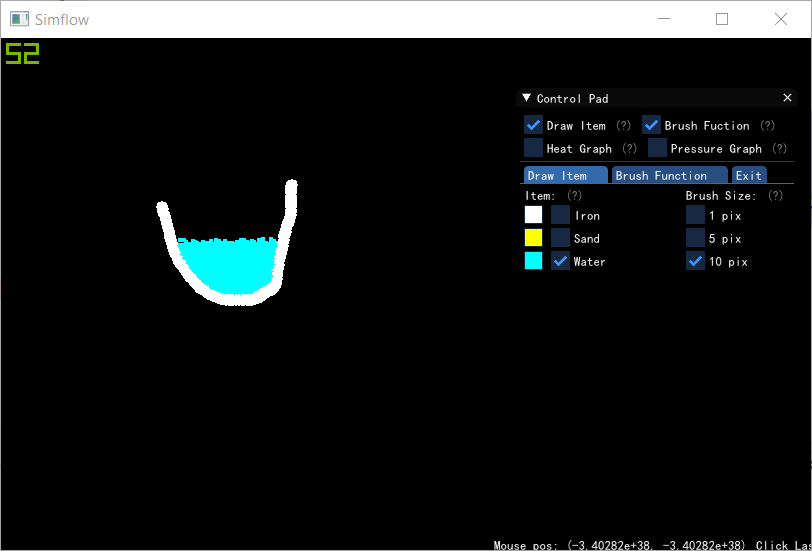 Simflow
52
Control Pad
Draw Item (?) Brush Fuction (?)
Heat Graph (?) Pressure Graph (?)
Draw Item Brush Function Exit
Item: (?) Brush Size: (?)
Iron 1 pix
Sand 5 pix
Water 10 pix
Mouse pos: (-3.40282e+38, -3.40282e+38) Click Las